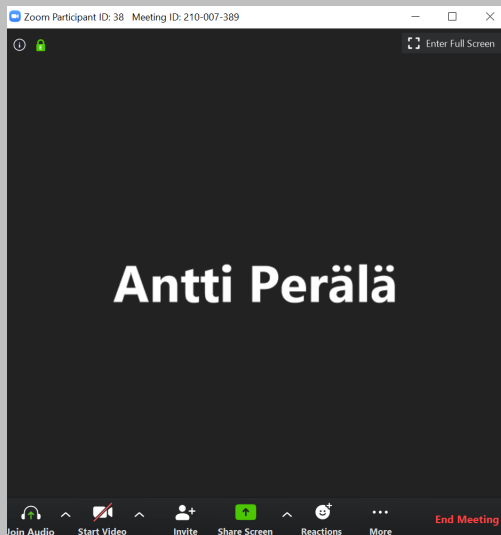 Zoom Participant ID: 38 Meeting ID: 210-007-389
Enter Full Screen
Antti Perälä
Join Audio Start Video Invite Share Screen Reactions More End Meeting